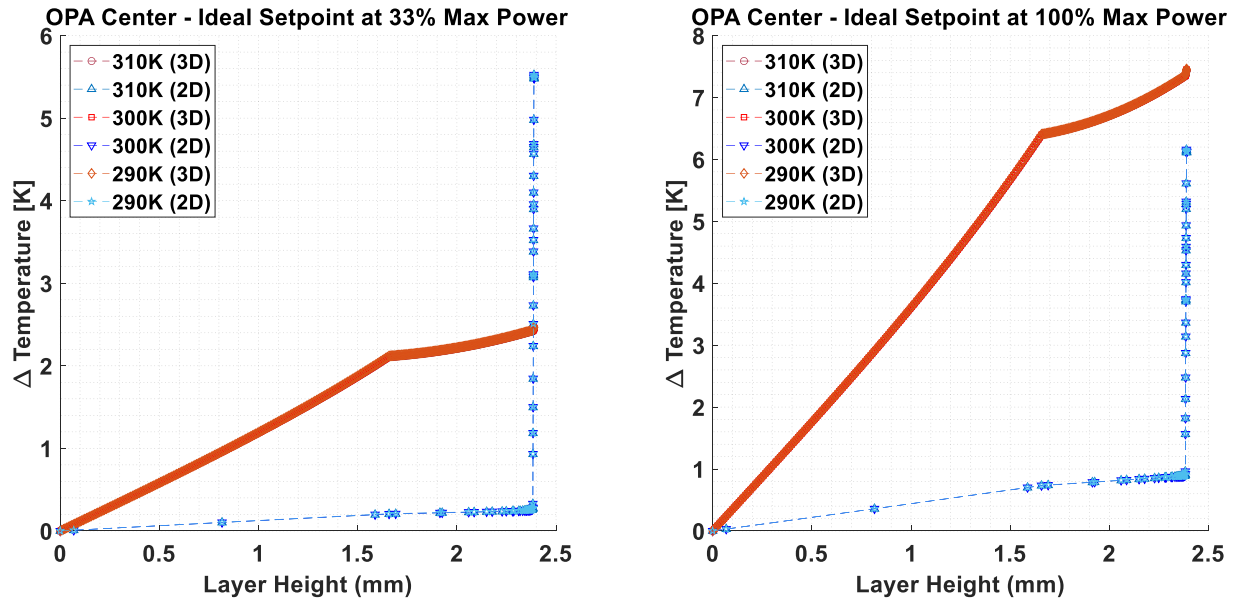 OPA Center - Ideal Setpoint at 33% Max Power
6
5
4
3
2
1
0
Δ Temperature [K]
310K (3D)
310K (2D)
300K (3D)
300K (2D)
290K (3D)
290K (2D)
0 0.5 1 1.5 2 2.5
Layer Height (mm)
OPA Center - Ideal Setpoint at 100% Max Power
8
7
6
5
4
3
2
1
0
Δ Temperature [K]
310K (3D)
310K (2D)
300K (3D)
300K (2D)
290K (3D)
290K (2D)
0 0.5 1 1.5 2 2.5
Layer Height (mm)